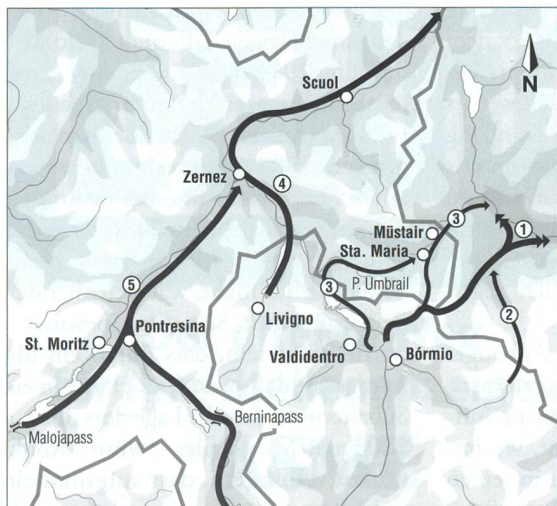 N
Scuol
Zernez
④
Müstair
③
①
Sta. Maria
P. Umbrail
③
⑤
②
Livigno
St. Moritz
Pontresina
Valdidentro
Bórmio
Berninapass
Malojapass